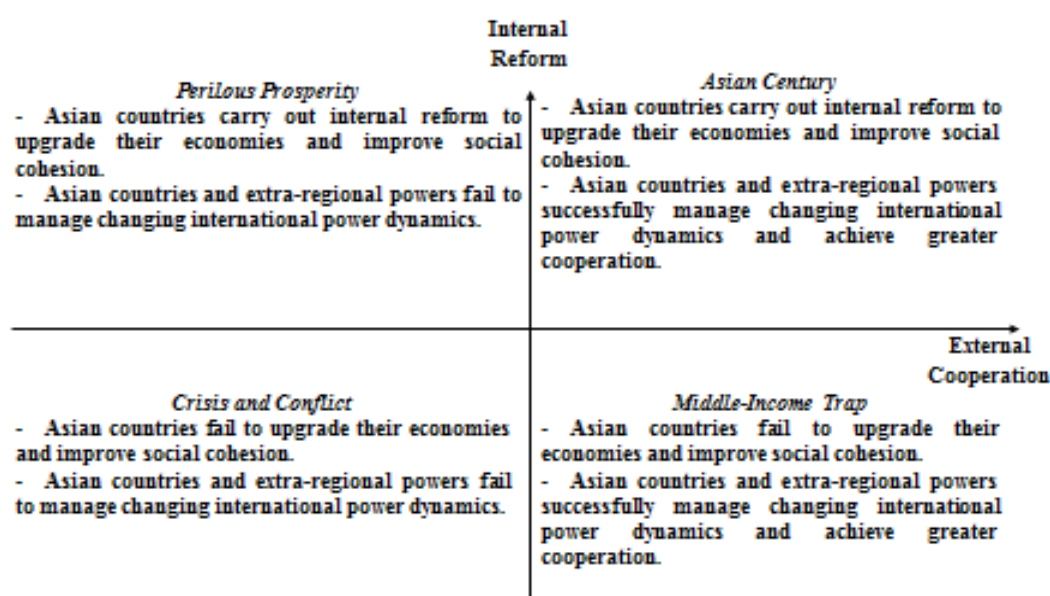 Internal
Reform
Perilous Prosperity
- Asian countries carry out internal reform to
upgrade their economies and improve social
cohesion.
- Asian countries and extra-regional powers fail to
manage changing international power dynamics.
Asian Century
- Asian countries carry out internal reform to
upgrade their economies and improve social
cohesion.
- Asian countries and extra-regional powers
successfully manage changing international
power dynamics and achieve greater
cooperation.
External
Cooperation
Crisis and Conflict
- Asian countries fail to upgrade their economies
and improve social cohesion.
- Asian countries and extra-regional powers fail
to manage changing international power dynamics.
Middle-Income Trap
- Asian countries fail to upgrade their
economies and improve social cohesion.
- Asian countries and extra-regional powers
successfully manage changing international
power dynamics and achieve greater
cooperation.